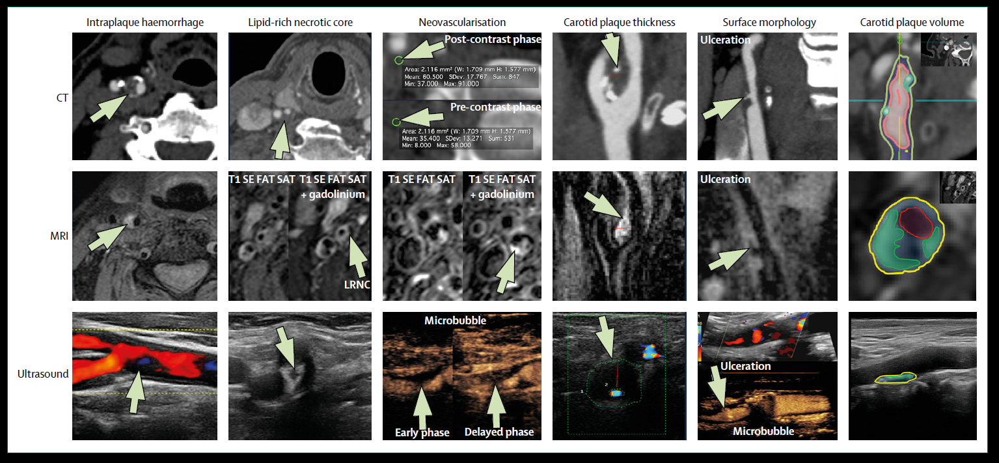 Intraplaque haemorrhage
Lipid-rich necrotic core
Neovascularisation
Carotid plaque thickness
Surface morphology
Carotid plaque volume
CT
Post-contrast phase
Area: 2.116 mm² (W: 1.709 mm H: 1.577 mm)
Mean: 60.500 SDev: 17.767 Sum: 847
Min: 37.000 Max: 91.000
Pre-contrast phase
Area: 2.116 mm² (W: 1.709 mm H: 1.577 mm)
Mean: 35.400 SDev: 13.271 Sum: 531
Min: 8.000 Max: 58.000
Ulceration
MRI
T1 SE FAT SAT
T1 SE FAT SAT
+ gadolinium
LRNC
T1 SE FAT SAT
T1 SE FAT SAT
+ gadolinium
Ulceration
Ultrasound
Microbubble
Early phase
Delayed phase
1
2
Ulceration
Microbubble